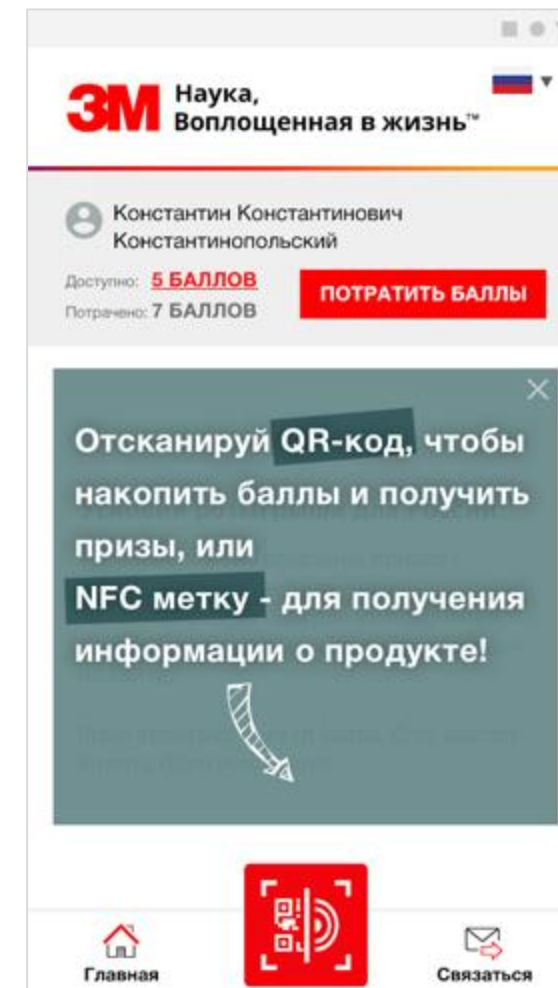 3M Наука,
Воплощенная в жизнь™
Константин Константинович
Константинопольский
Доступно: 5 БАЛЛОВ
Потрачено: 7 БАЛЛОВ
ПОТРАТИТЬ БАЛЛЫ
Отсканируй QR-код, чтобы
накопить баллы и получить
призы, или
NFC метку - для получения
информации о продукте!
Главная
Связаться